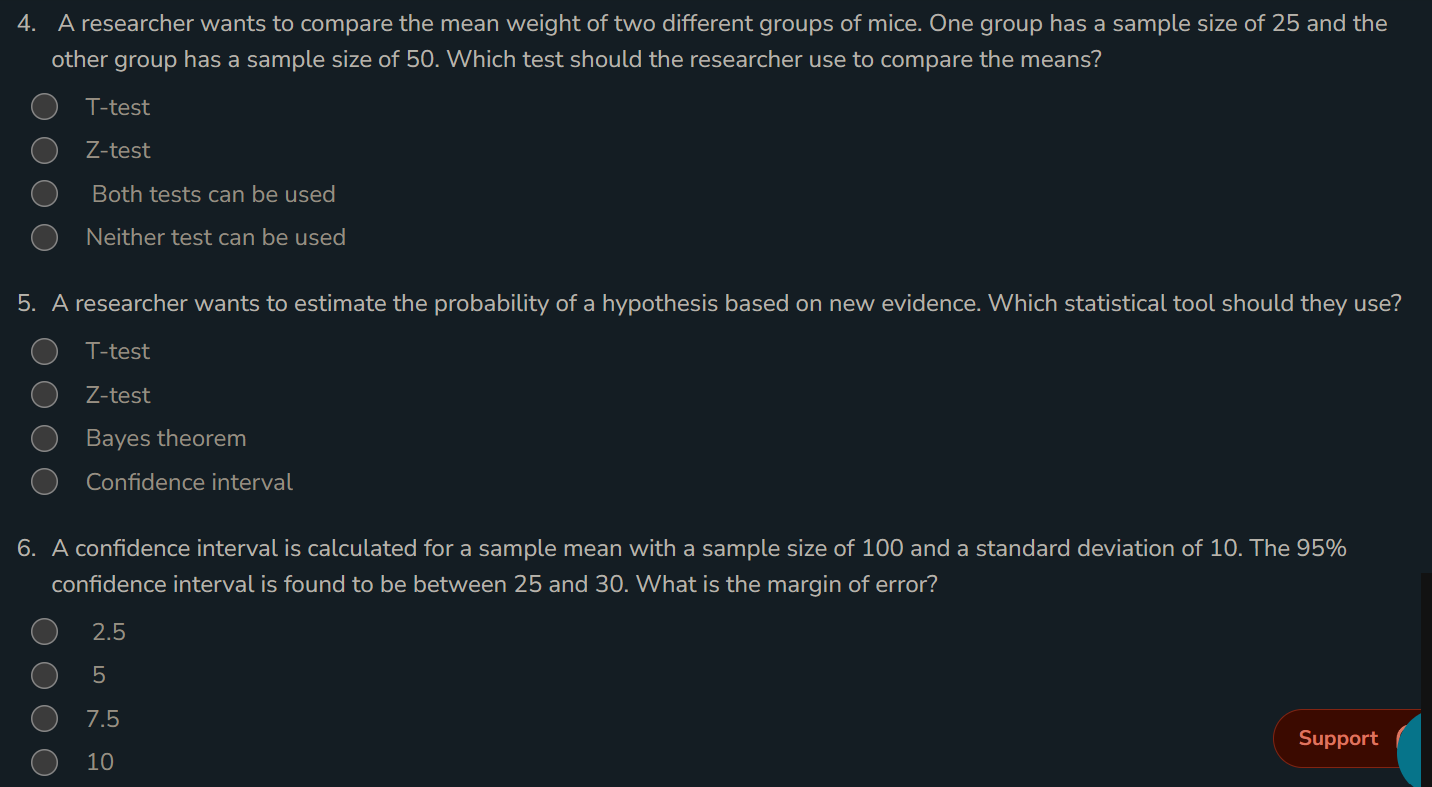 4. A researcher wants to compare the mean weight of two different groups of mice. One group has a sample size of 25 and the
other group has a sample size of 50. Which test should the researcher use to compare the means?
T-test
Z-test
Both tests can be used
Neither test can be used
5. A researcher wants to estimate the probability of a hypothesis based on new evidence. Which statistical tool should they use?
T-test
Z-test
Bayes theorem
Confidence interval
6. A confidence interval is calculated for a sample mean with a sample size of 100 and a standard deviation of 10. The 95%
confidence interval is found to be between 25 and 30. What is the margin of error?
2.5
5
7.5
10
Support